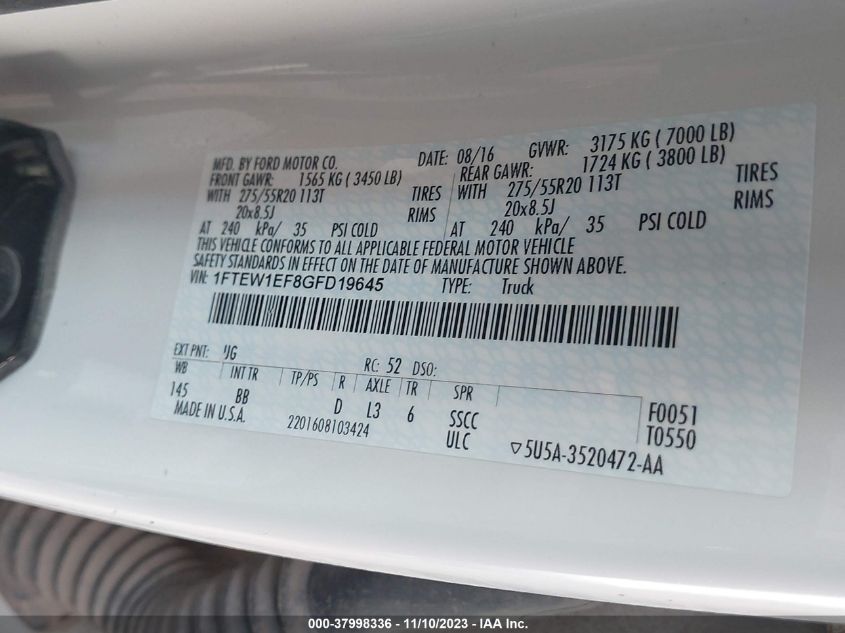 MFD. BY FORD MOTOR CO. DATE: 08/16 GVWR: 3175 KG ( 7000 LB)
FRONT GAWR: 1565 KG ( 3450 LB) REAR GAWR: 1724 KG ( 3800 LB)
WITH 275/55R20 113T TIRES WITH 275/55R20 113T TIRES
20x8.5J RIMS 20x8.5J RIMS
AT 240 kPa/ 35 PSI COLD AT 240 kPa/ 35 PSI COLD
THIS VEHICLE CONFORMS TO ALL APPLICABLE FEDERAL MOTOR VEHICLE
SAFETY STANDARDS IN EFFECT ON THE DATE OF MANUFACTURE SHOWN ABOVE.
VIN: 1FTEW1EF8GFD19645 TYPE: Truck
EXT PNT: UG RC: 52 DSO:
WB INT TR TP/PS R AXLE TR SPR
145 BB D L3 6 SSCC F0051
MADE IN U.S.A. 2201608103424 ULC T0550
▽5U5A-3520472-AA
000-37998336 - 11/10/2023 - IAA Inc.